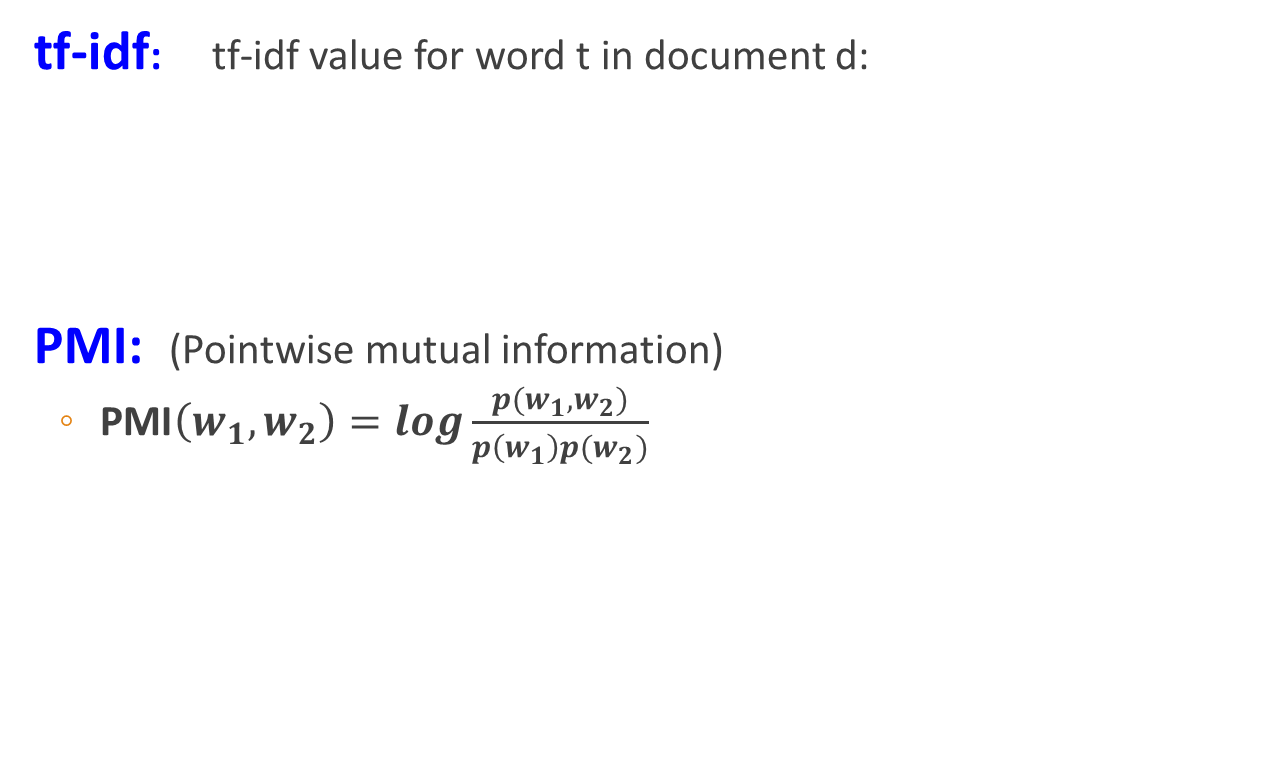 tf-idf: tf-idf value for word t in document d:
PMI: (Pointwise mutual information)
◦ PMI(w₁, w₂) = log p(w₁,w₂) / p(w₁)p(w₂)